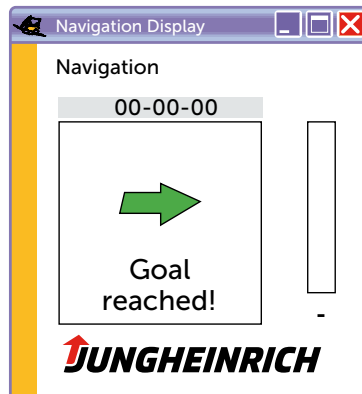 Navigation Display
Navigation
00-00-00
Goal
reached!
-
JUNGHEINRICH